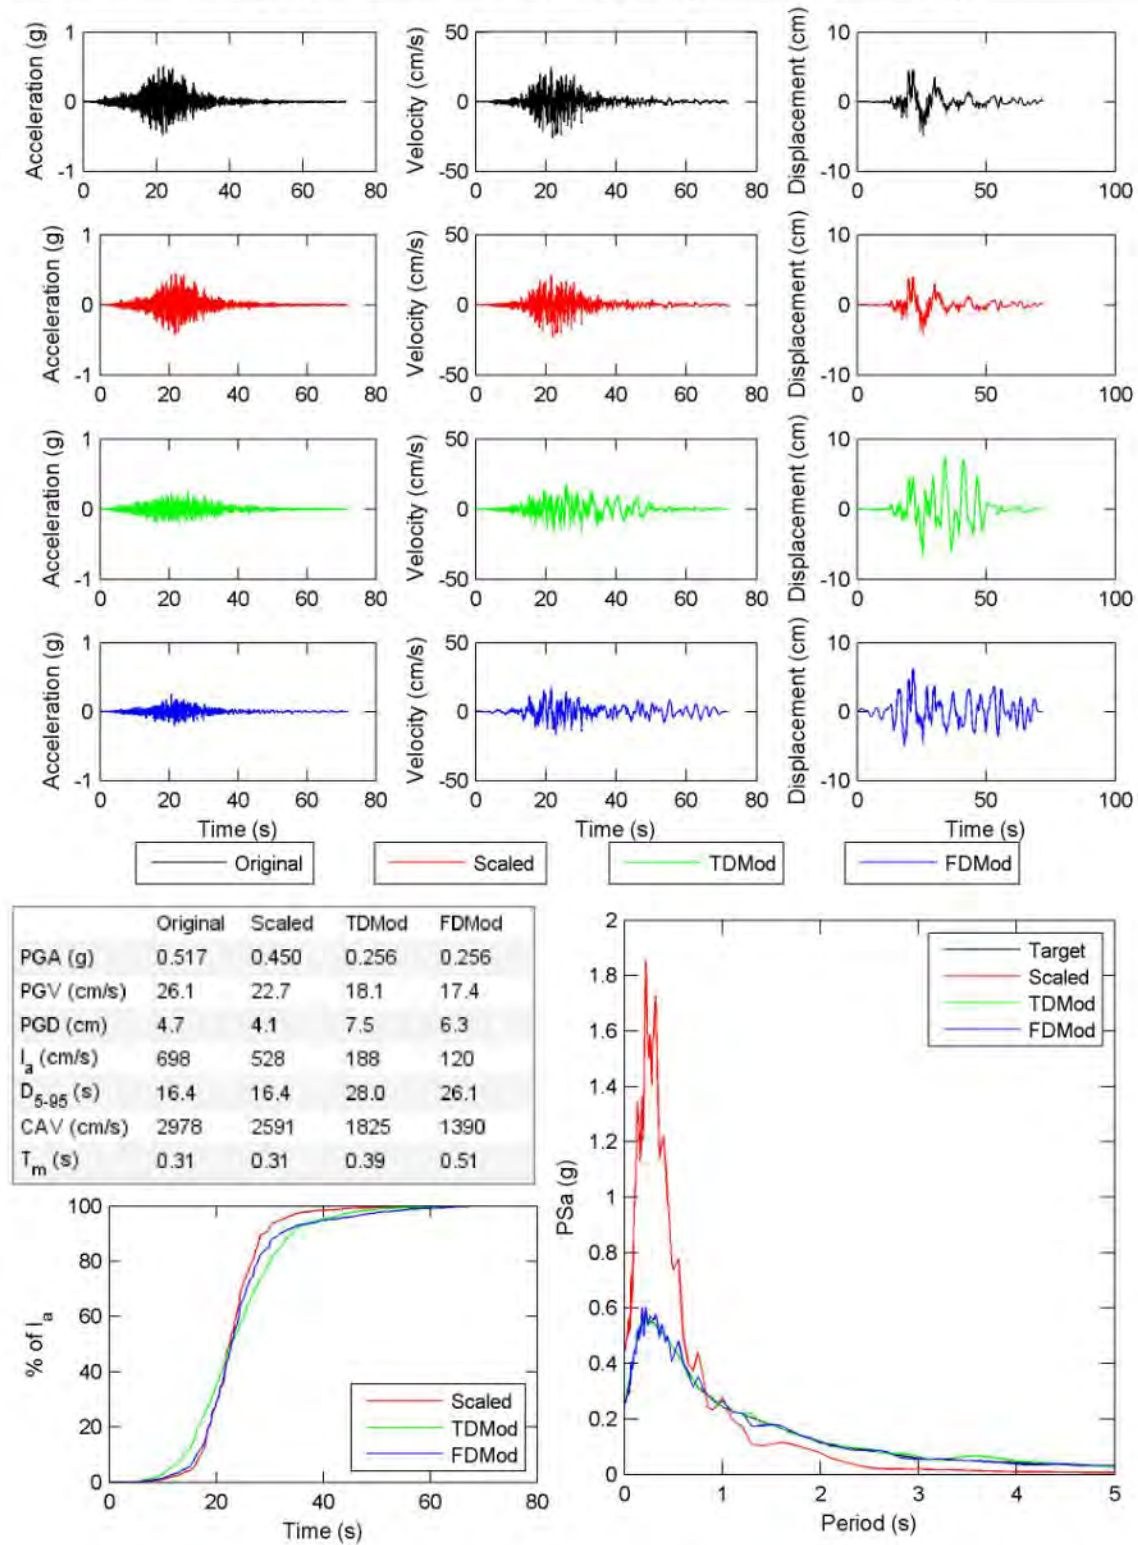 Acceleration (g)
1
0
-1
0 20 40 60 80
Velocity (cm/s)
50
0
-50
0 20 40 60 80
Displacement (cm)
10
0
-10
0 50 100
Acceleration (g)
1
0
-1
0 20 40 60 80
Velocity (cm/s)
50
0
-50
0 20 40 60 80
Displacement (cm)
10
0
-10
0 50 100
Acceleration (g)
1
0
-1
0 20 40 60 80
Velocity (cm/s)
50
0
-50
0 20 40 60 80
Displacement (cm)
10
0
-10
0 50 100
Acceleration (g)
1
0
-1
0 20 40 60 80
Time (s)
Velocity (cm/s)
50
0
-50
0 20 40 60 80
Time (s)
Displacement (cm)
10
0
-10
0 50 100
Time (s)
Original Scaled TDMod FDMod
Original Scaled TDMod FDMod
PGA (g) 0.517 0.450 0.256 0.256
PGV (cm/s) 26.1 22.7 18.1 17.4
PGD (cm) 4.7 4.1 7.5 6.3
Ia (cm/s) 698 528 188 120
D5-95 (s) 16.4 16.4 28.0 26.1
CAV (cm/s) 2978 2591 1825 1390
Tm (s) 0.31 0.31 0.39 0.51
% of Ia
100
80
60
40
20
0
0 20 40 60 80
Time (s)
Scaled
TDMod
FDMod
PSa (g)
2
1.8
1.6
1.4
1.2
1
0.8
0.6
0.4
0.2
0
0 1 2 3 4 5
Period (s)
Target
Scaled
TDMod
FDMod